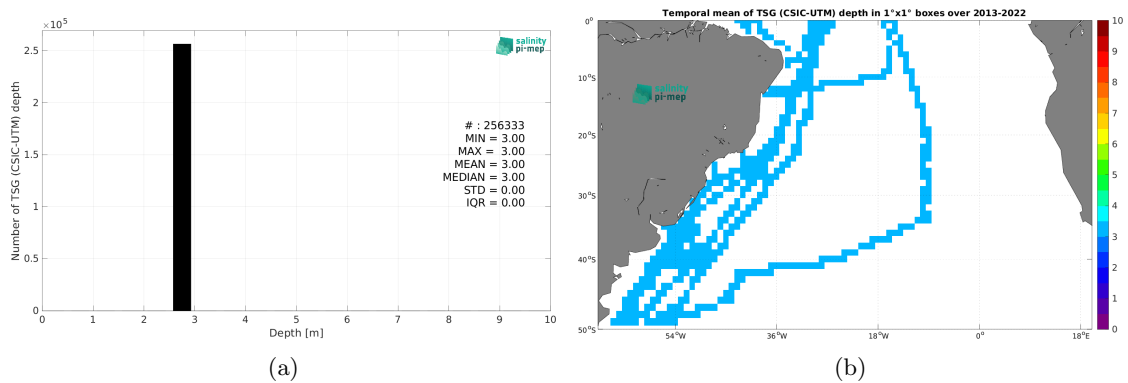 ×10^5
2.5
2
1.5
1
0.5
0
Number of TSG (CSIC-UTM) depth
salinity
pi-mep
# : 256333
MIN = 3.00
MAX = 3.00
MEAN = 3.00
MEDIAN = 3.00
STD = 0.00
IQR = 0.00
0 1 2 3 4 5 6 7 8 9 10
Depth [m]
(a)
Temporal mean of TSG (CSIC-UTM) depth in 1°x1° boxes over 2013-2022
0°
10°S
20°S
30°S
40°S
50°S
salinity
pi-mep
54°W 36°W 18°W 0° 18°E
10
9
8
7
6
5
4
3
2
1
0
(b)